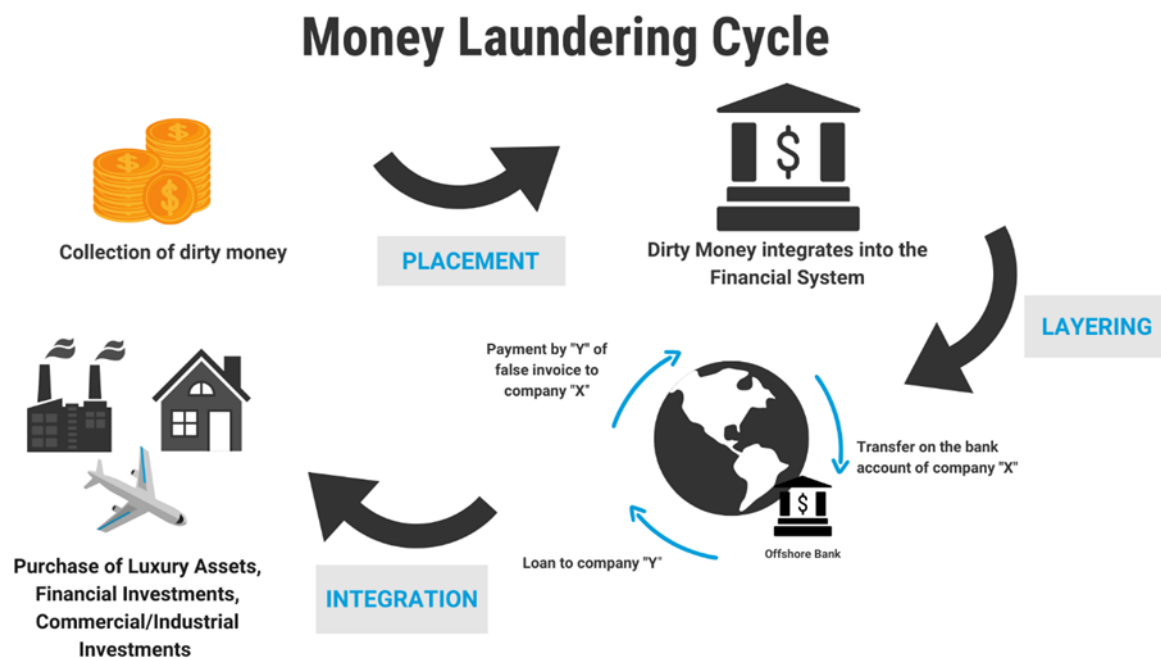 Money Laundering Cycle
$
$
$
$
Collection of dirty money
PLACEMENT
Dirty Money integrates into the
Financial System
LAYERING
Payment by "Y" of
false invoice to
company "X"
Transfer on the bank
account of company "X"
$
Offshore Bank
Loan to company "Y"
INTEGRATION
Purchase of Luxury Assets,
Financial Investments,
Commercial/Industrial
Investments